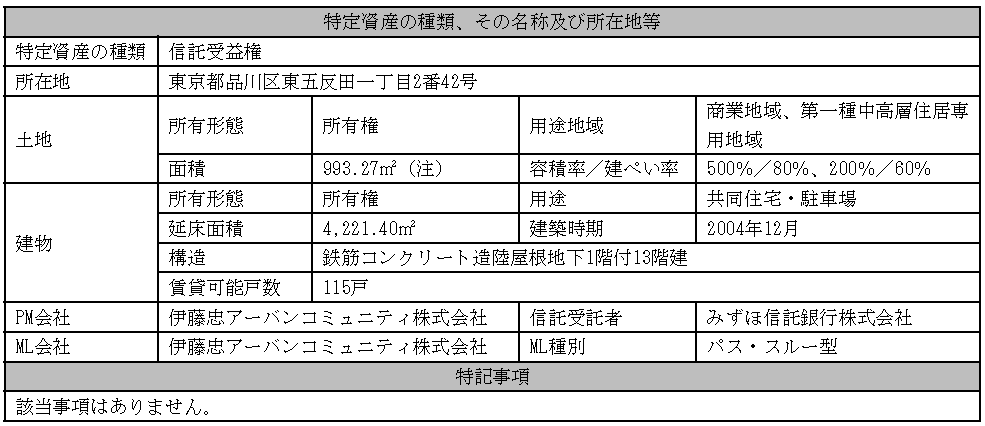 特定資産の種類、その名称及び所在地等
特定資産の種類 信託受益権
所在地 東京都品川区東五反田一丁目2番42号
土地 所有形態 所有権 用途地域 商業地域、第一種中高層住居専
用地域
面積 993.27㎡ (注) 容積率/建ぺい率 500%/80%、200%/60%
建物 所有形態 所有権 用途 共同住宅・駐車場
延床面積 4,221.40㎡ 建築時期 2004年12月
構造 鉄筋コンクリート造陸屋根地下1階付13階建
賃貸可能戸数 115戸
PM会社 伊藤忠アーバンコミュニティ株式会社 信託受託者 みずほ信託銀行株式会社
ML会社 伊藤忠アーバンコミュニティ株式会社 ML種別 パス・スルー型
特記事項
該当事項はありません。